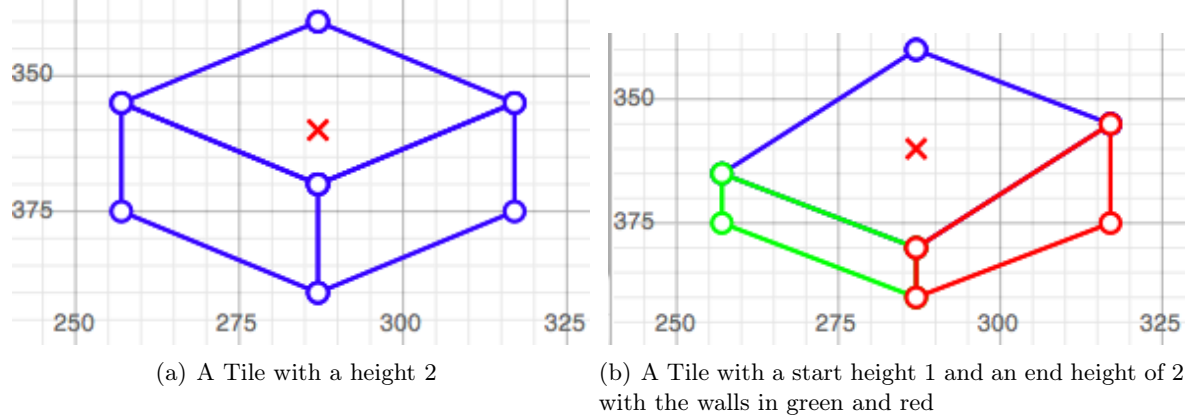 350
375
250 275 300 325
(a) A Tile with a height 2
350
375
250 275 300 325
(b) A Tile with a start height 1 and an end height of 2
with the walls in green and red